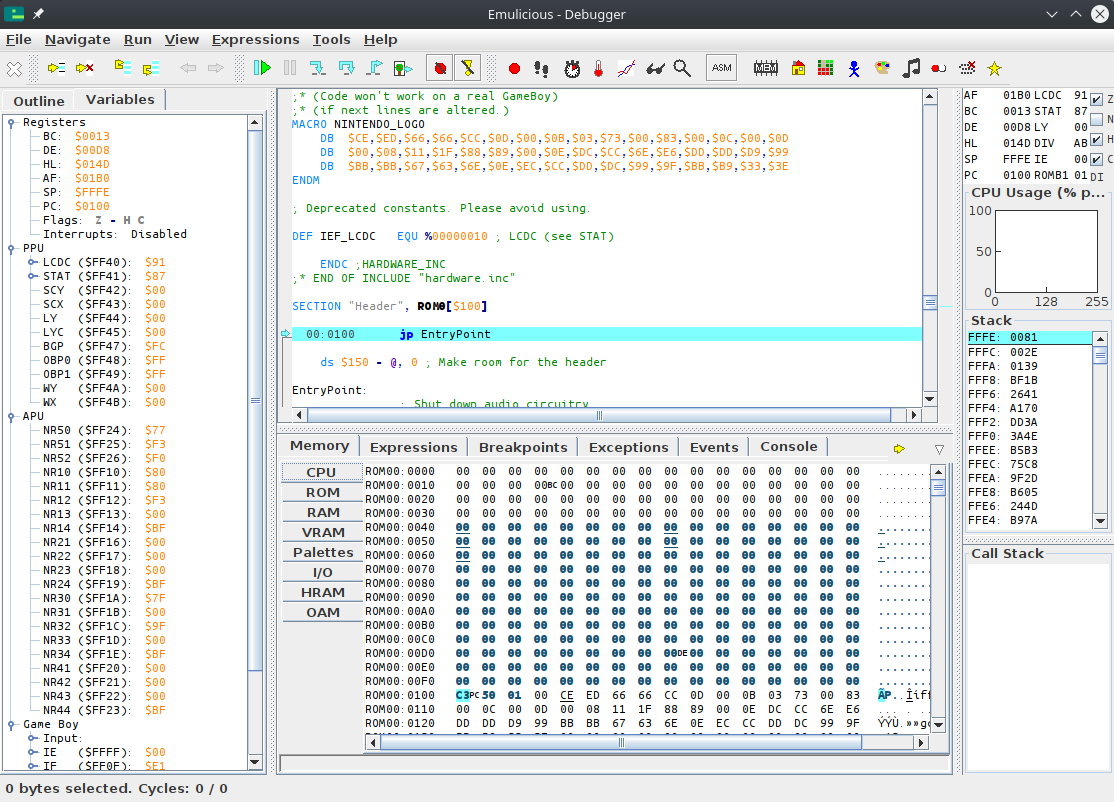 Emulicious - Debugger
File Navigate Run View Expressions Tools Help
ASM MEM
Outline Variables
Registers
BC: $0013
DE: $00D8
HL: $014D
AF: $01B0
SP: $FFFE
PC: $0100
Flags: Z - H C
Interrupts: Disabled
PPU
LCDC ($FF40): $91
STAT ($FF41): $87
SCY ($FF42): $00
SCX ($FF43): $00
LY ($FF44): $00
LYC ($FF45): $00
BGP ($FF47): $FC
OBP0 ($FF48): $FF
OBP1 ($FF49): $FF
WY ($FF4A): $00
WX ($FF4B): $00
APU
NR50 ($FF24): $77
NR51 ($FF25): $F3
NR52 ($FF26): $F0
NR10 ($FF10): $80
NR11 ($FF11): $80
NR12 ($FF12): $F3
NR13 ($FF13): $00
NR14 ($FF14): $BF
NR21 ($FF16): $00
NR22 ($FF17): $00
NR23 ($FF18): $00
NR24 ($FF19): $BF
NR30 ($FF1A): $7F
NR31 ($FF1B): $00
NR32 ($FF1C): $9F
NR33 ($FF1D): $00
NR34 ($FF1E): $BF
NR41 ($FF20): $00
NR42 ($FF21): $00
NR43 ($FF22): $00
NR44 ($FF23): $BF
Game Boy
Input:
IE ($FFFF): $00
IF ($FF0F): $E1
;* (Code won't work on a real GameBoy)
;* (if next lines are altered.)
MACRO NINTENDO_LOGO
DB $CE,$ED,$66,$66,$CC,$0D,$00,$0B,$03,$73,$00,$83,$00,$0C,$00,$0D
DB $00,$08,$11,$1F,$88,$89,$00,$0E,$DC,$CC,$6E,$E6,$DD,$DD,$D9,$99
DB $BB,$BB,$67,$63,$6E,$0E,$EC,$CC,$DD,$DC,$99,$9F,$BB,$B9,$33,$3E
ENDM
; Deprecated constants. Please avoid using.
DEF IEF_LCDC EQU %00000010 ; LCDC (see STAT)
ENDC ;HARDWARE_INC
;* END OF INCLUDE "hardware.inc"
SECTION "Header", ROM0[$100]
00:0100 jp EntryPoint
ds $150 - @, 0 ; Make room for the header
EntryPoint:
; Shut down audio circuitry
Memory Expressions Breakpoints Exceptions Events Console
CPU
ROM
RAM
VRAM
Palettes
I/O
HRAM
OAM
ROM00:0000 00 00 00 00 00 00 00 00 00 00 00 00 00 00 00 00 ........
ROM00:0010 00 00 00 00BC00 00 00 00 00 00 00 00 00 00 00 00 ........
ROM00:0020 00 00 00 00 00 00 00 00 00 00 00 00 00 00 00 00 ........
ROM00:0030 00 00 00 00 00 00 00 00 00 00 00 00 00 00 00 00 ........
ROM00:0040 00 00 00 00 00 00 00 00 00 00 00 00 00 00 00 00 ........
ROM00:0050 00 00 00 00 00 00 00 00 00 00 00 00 00 00 00 00 ........
ROM00:0060 00 00 00 00 00 00 00 00 00 00 00 00 00 00 00 00 ........
ROM00:0070 00 00 00 00 00 00 00 00 00 00 00 00 00 00 00 00 ........
ROM00:0080 00 00 00 00 00 00 00 00 00 00 00 00 00 00 00 00 ........
ROM00:0090 00 00 00 00 00 00 00 00 00 00 00 00 00 00 00 00 ........
ROM00:00A0 00 00 00 00 00 00 00 00 00 00 00 00 00 00 00 00 ........
ROM00:00B0 00 00 00 00 00 00 00 00 00 00 00 00 00 00 00 00 ........
ROM00:00C0 00 00 00 00 00 00 00 00 00 00 00 00 00 00 00 00 ........
ROM00:00D0 00 00 00 00 00 00 00 00 00DE00 00 00 00 00 00 00 ........
ROM00:00E0 00 00 00 00 00 00 00 00 00 00 00 00 00 00 00 00 ........
ROM00:00F0 00 00 00 00 00 00 00 00 00 00 00 00 00 00 00 00 ........
ROM00:0100 C3PC50 01 00 CE ED 66 66 CC 0D 00 0B 03 73 00 83 ÃP..Îíff
ROM00:0110 00 0C 00 0D 00 08 11 1F 88 89 00 0E DC CC 6E E6 ........
ROM00:0120 DD DD D9 99 BB BB 67 63 6E 0E EC CC DD DC 99 9F ÝÝÙ.»»gc
AF 01B0 LCDC 91 Z
BC 0013 STAT 87 N
DE 00D8 LY 00
HL 014D DIV AB H
SP FFFE IE 00 C
PC 0100 ROMB1 01 DI
CPU Usage (% p...
100
50
0
0 128 255
Stack
FFFE: 0081
FFFC: 002E
FFFA: 0139
FFF8: BF1B
FFF6: 2641
FFF4: A170
FFF2: DD3A
FFF0: 3A4E
FFEE: B5B3
FFEC: 75C8
FFEA: 9F2D
FFE8: B605
FFE6: 244D
FFE4: B97A
Call Stack
0 bytes selected. Cycles: 0 / 0